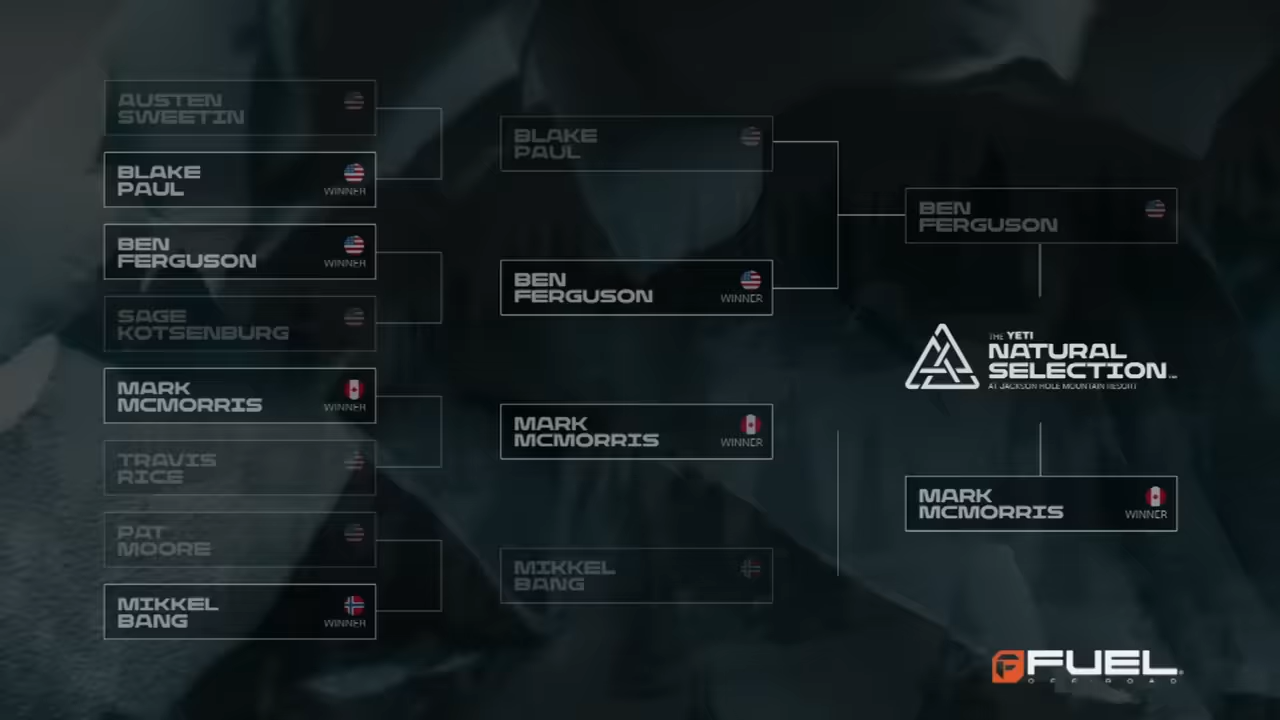 AUSTEN
SWEETIN
BLAKE
PAUL
WINNER
BEN
FERGUSON
WINNER
SAGE
KOTSENBURG
MARK
MCMORRIS
WINNER
TRAVIS
RICE
PAT
MOORE
MIKKEL
BANG
WINNER
BLAKE
PAUL
BEN
FERGUSON
WINNER
MARK
MCMORRIS
WINNER
MIKKEL
BANG
BEN
FERGUSON
THE YETI
NATURAL
SELECTION
AT JACKSON HOLE MOUNTAIN RESORT
MARK
MCMORRIS
WINNER
FUEL
OFF-ROAD